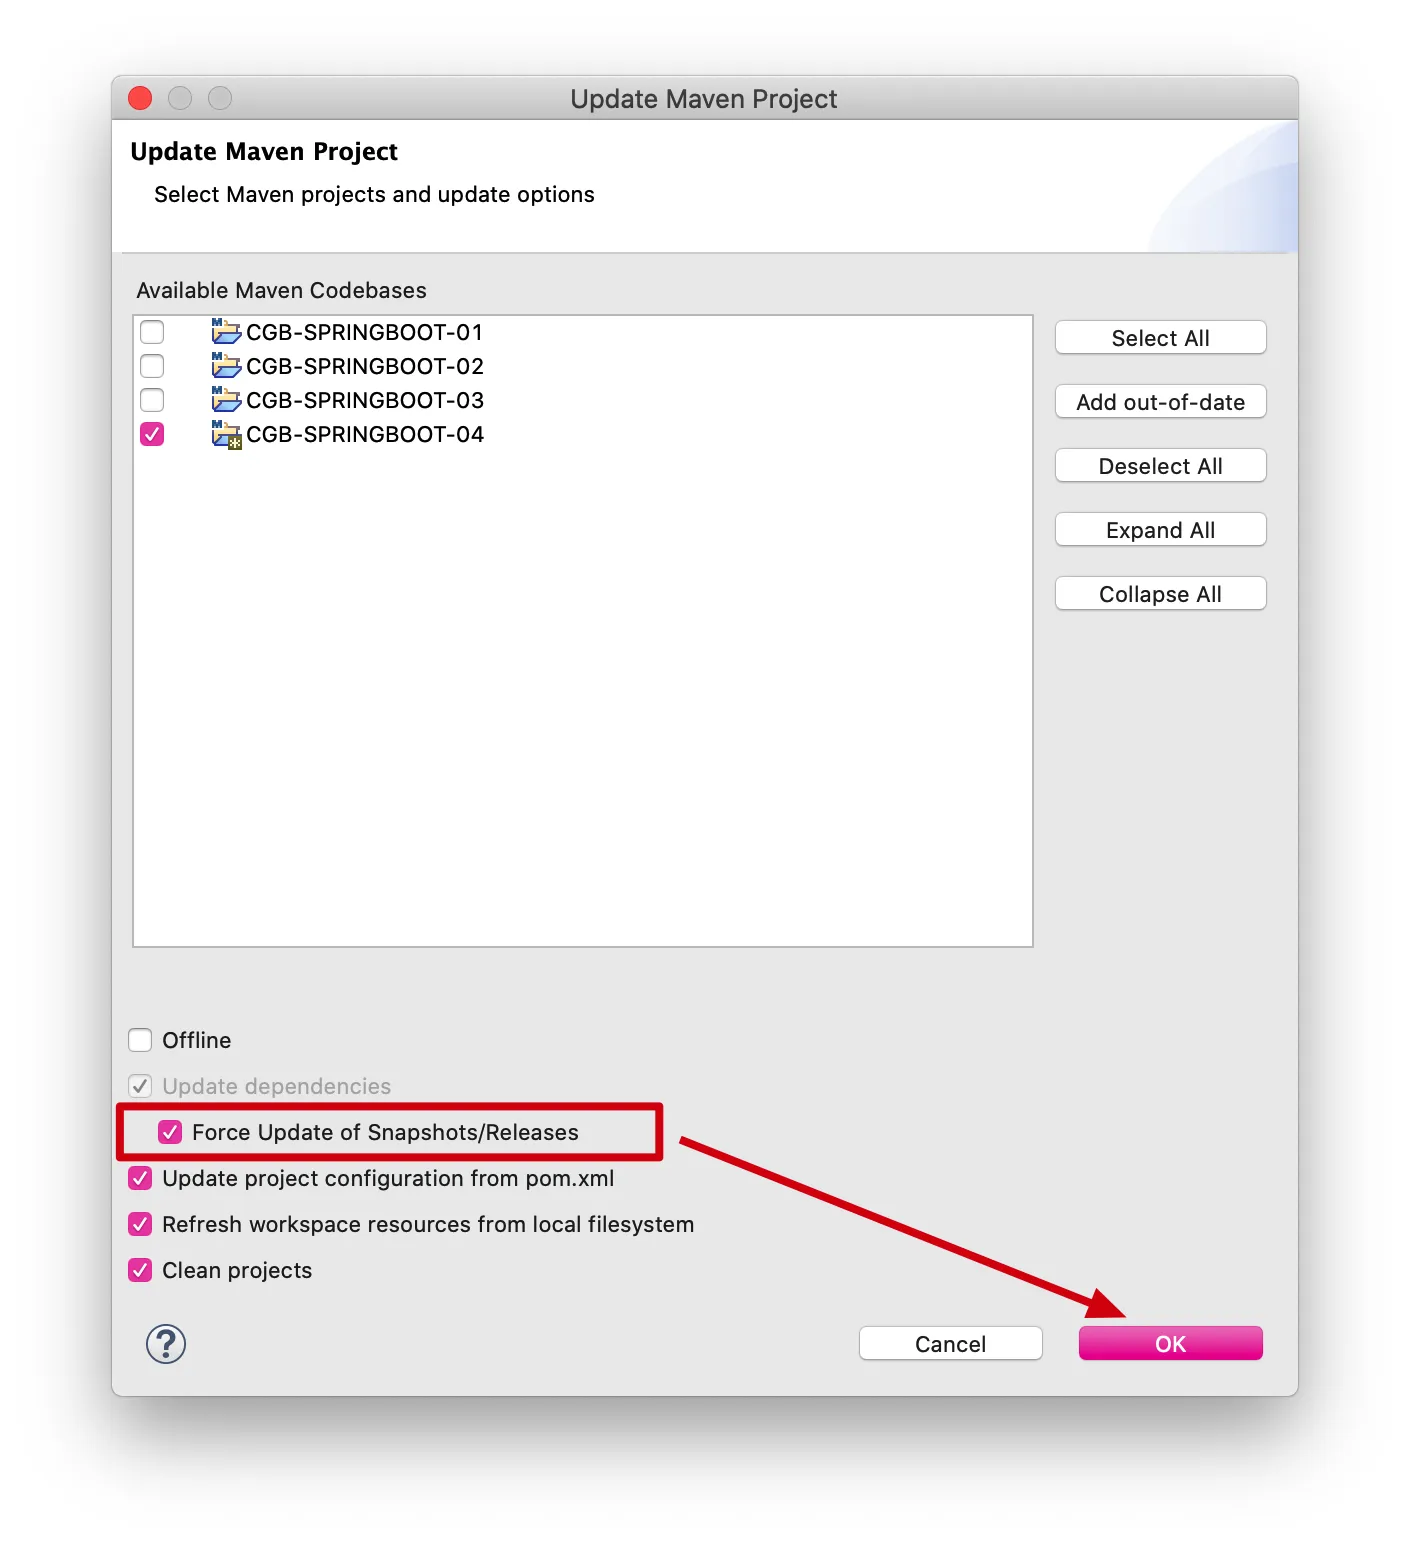 Update Maven Project
Update Maven Project
Select Maven projects and update options
Available Maven Codebases
CGB-SPRINGBOOT-01
CGB-SPRINGBOOT-02
CGB-SPRINGBOOT-03
CGB-SPRINGBOOT-04
Select All
Add out-of-date
Deselect All
Expand All
Collapse All
Offline
Update dependencies
Force Update of Snapshots/Releases
Update project configuration from pom.xml
Refresh workspace resources from local filesystem
Clean projects
?
Cancel
OK